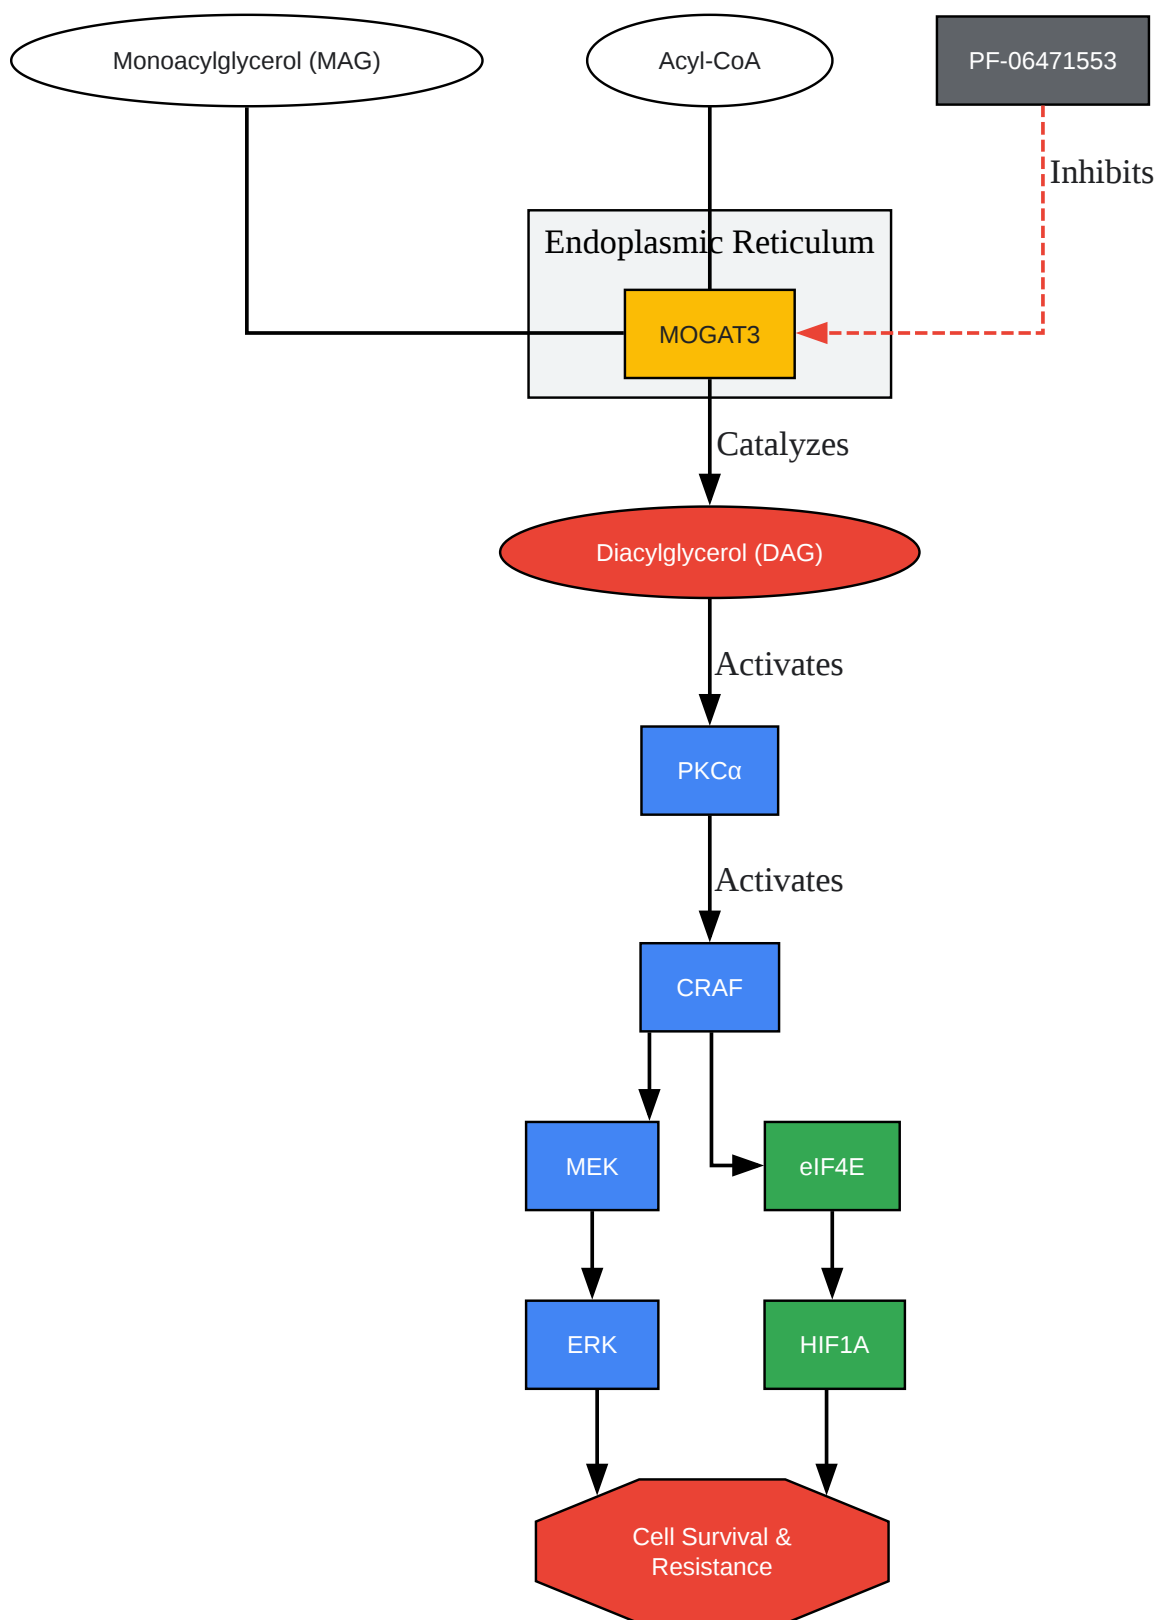 Monoacylglycerol (MAG)
Acyl-CoA
PF-06471553
Inhibits
Endoplasmic Reticulum
MOGAT3
Catalyzes
Diacylglycerol (DAG)
Activates
PKCα
Activates
CRAF
MEK
eIF4E
ERK
HIF1A
Cell Survival &
Resistance